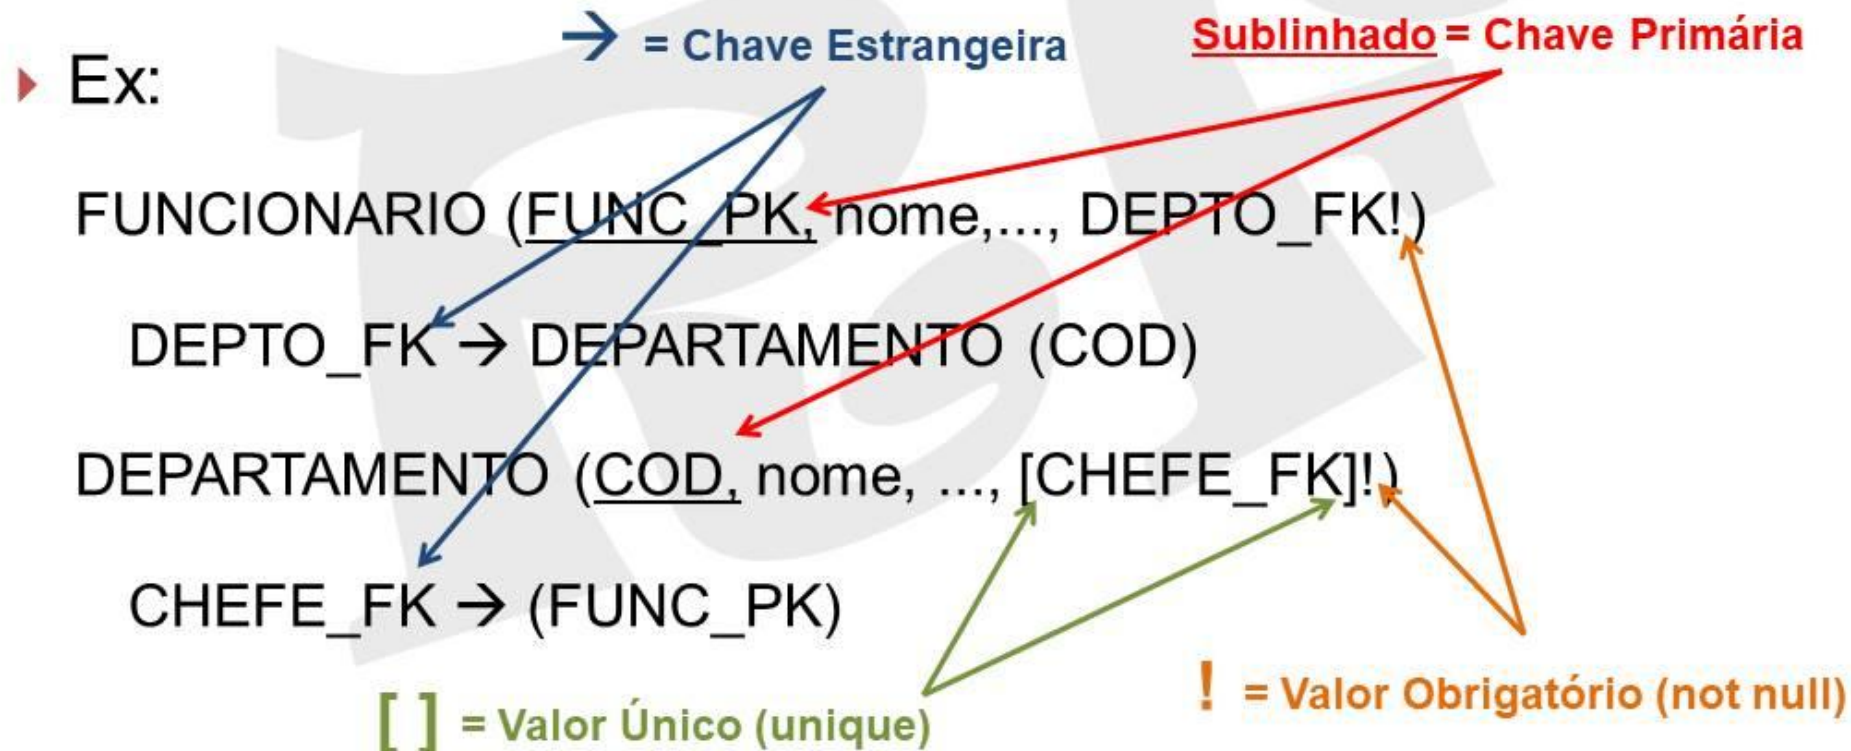 → = Chave Estrangeira
Sublinhado = Chave Primária
Ex:
FUNCIONARIO (FUNC_PK, nome,..., DEPTO_FK!)
DEPTO_FK → DEPARTAMENTO (COD)
DEPARTAMENTO (COD, nome, ..., [CHEFE_FK]!)
CHEFE_FK → (FUNC_PK)
[ ] = Valor Único (unique)
! = Valor Obrigatório (not null)